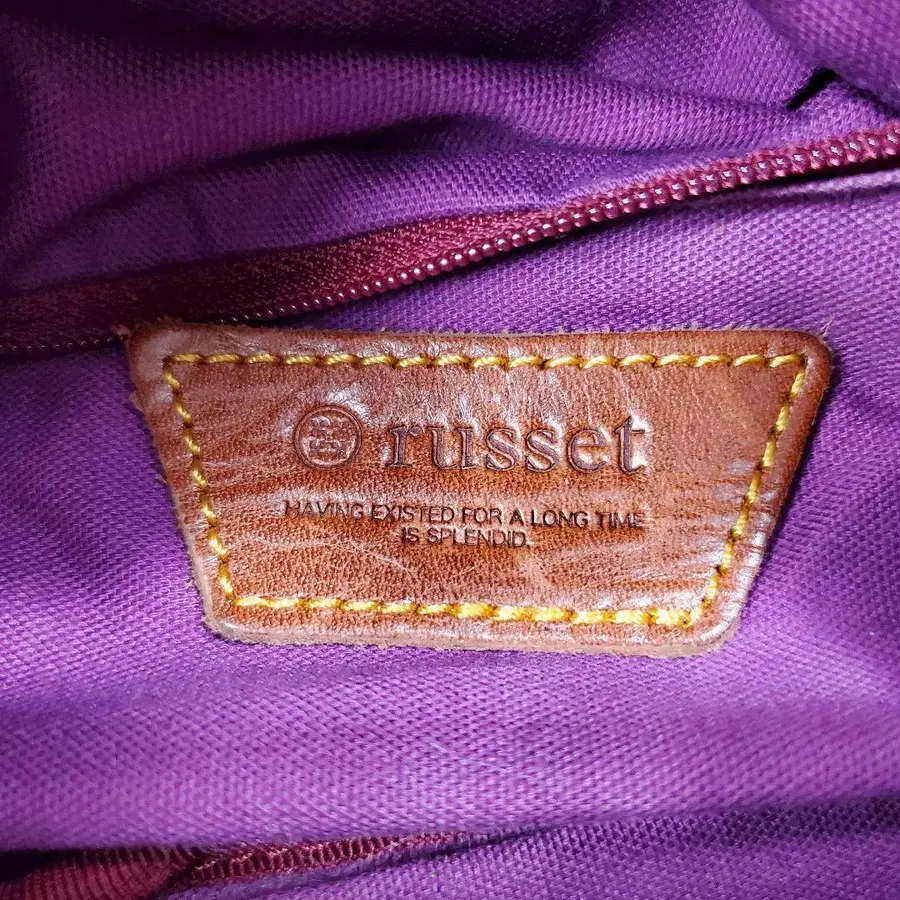 russet
HAVING EXISTED FOR A LONG TIME
IS SPLENDID.